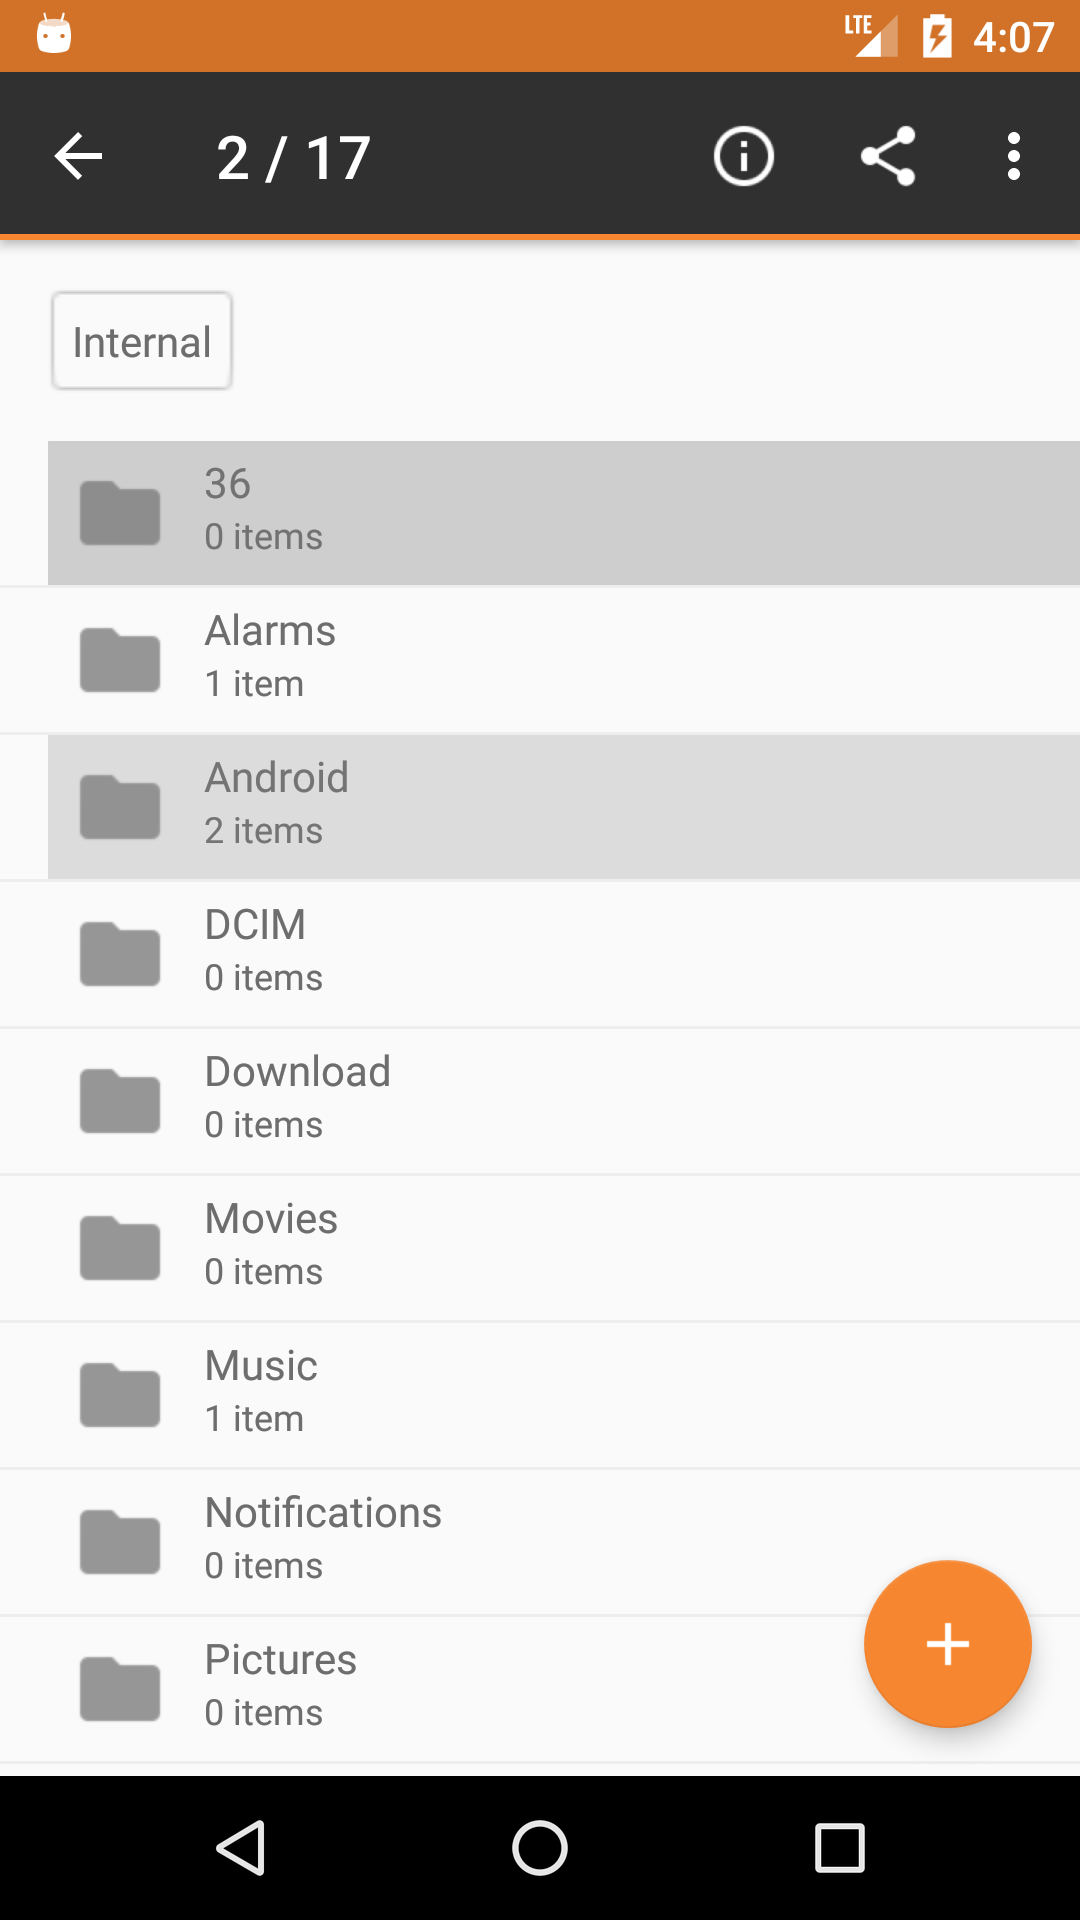 LTE 4:07
2 / 17
Internal
36
0 items
Alarms
1 item
Android
2 items
DCIM
0 items
Download
0 items
Movies
0 items
Music
1 item
Notifications
0 items
Pictures
0 items